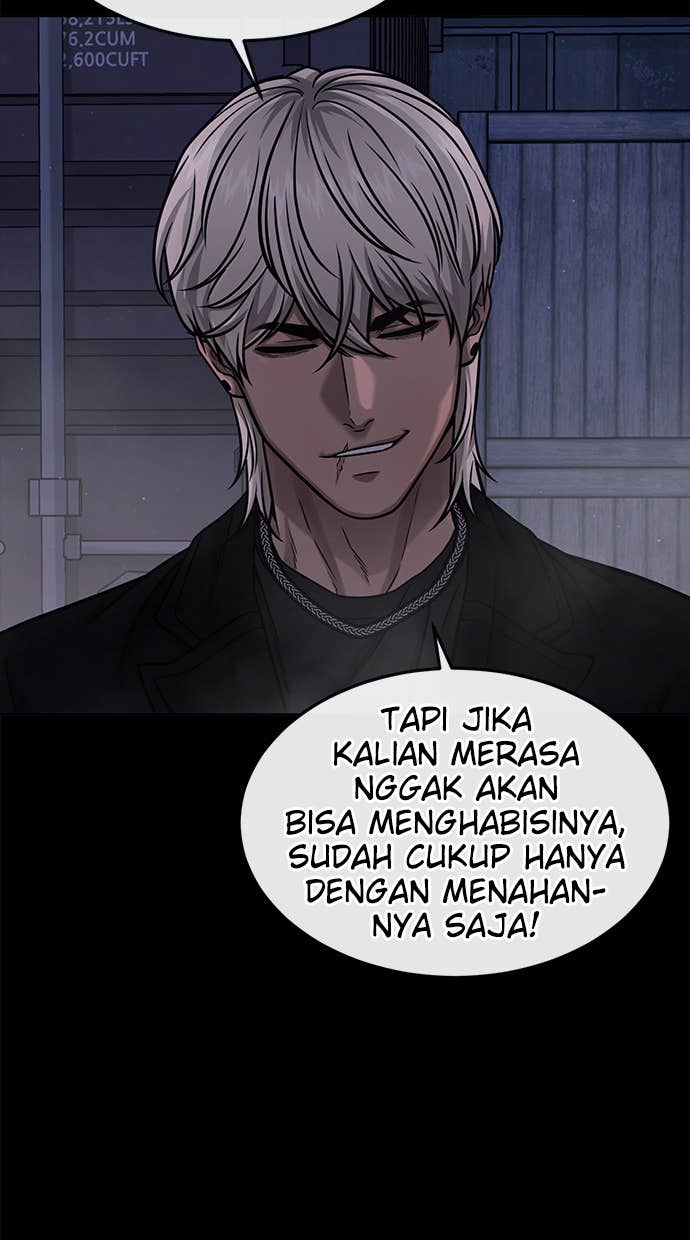 76.2CUM
2,600CUFT
TAPI JIKA
KALIAN MERASA
NGGAK AKAN
BISA MENGHABISINYA,
SUDAH CUKUP HANYA
DENGAN MENAHAN-
NYA SAJA!